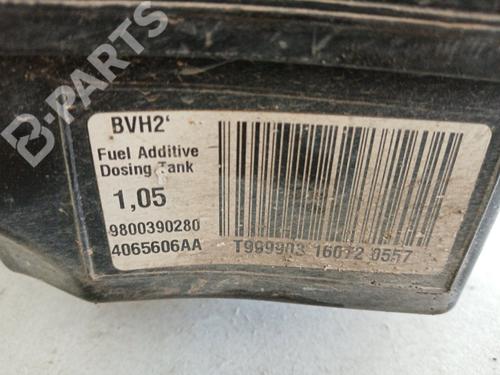 B-PARTS
BVH2'
Fuel Additive
Dosing Tank
1,05
9800390280
4065606AA
T999903 16072 0557